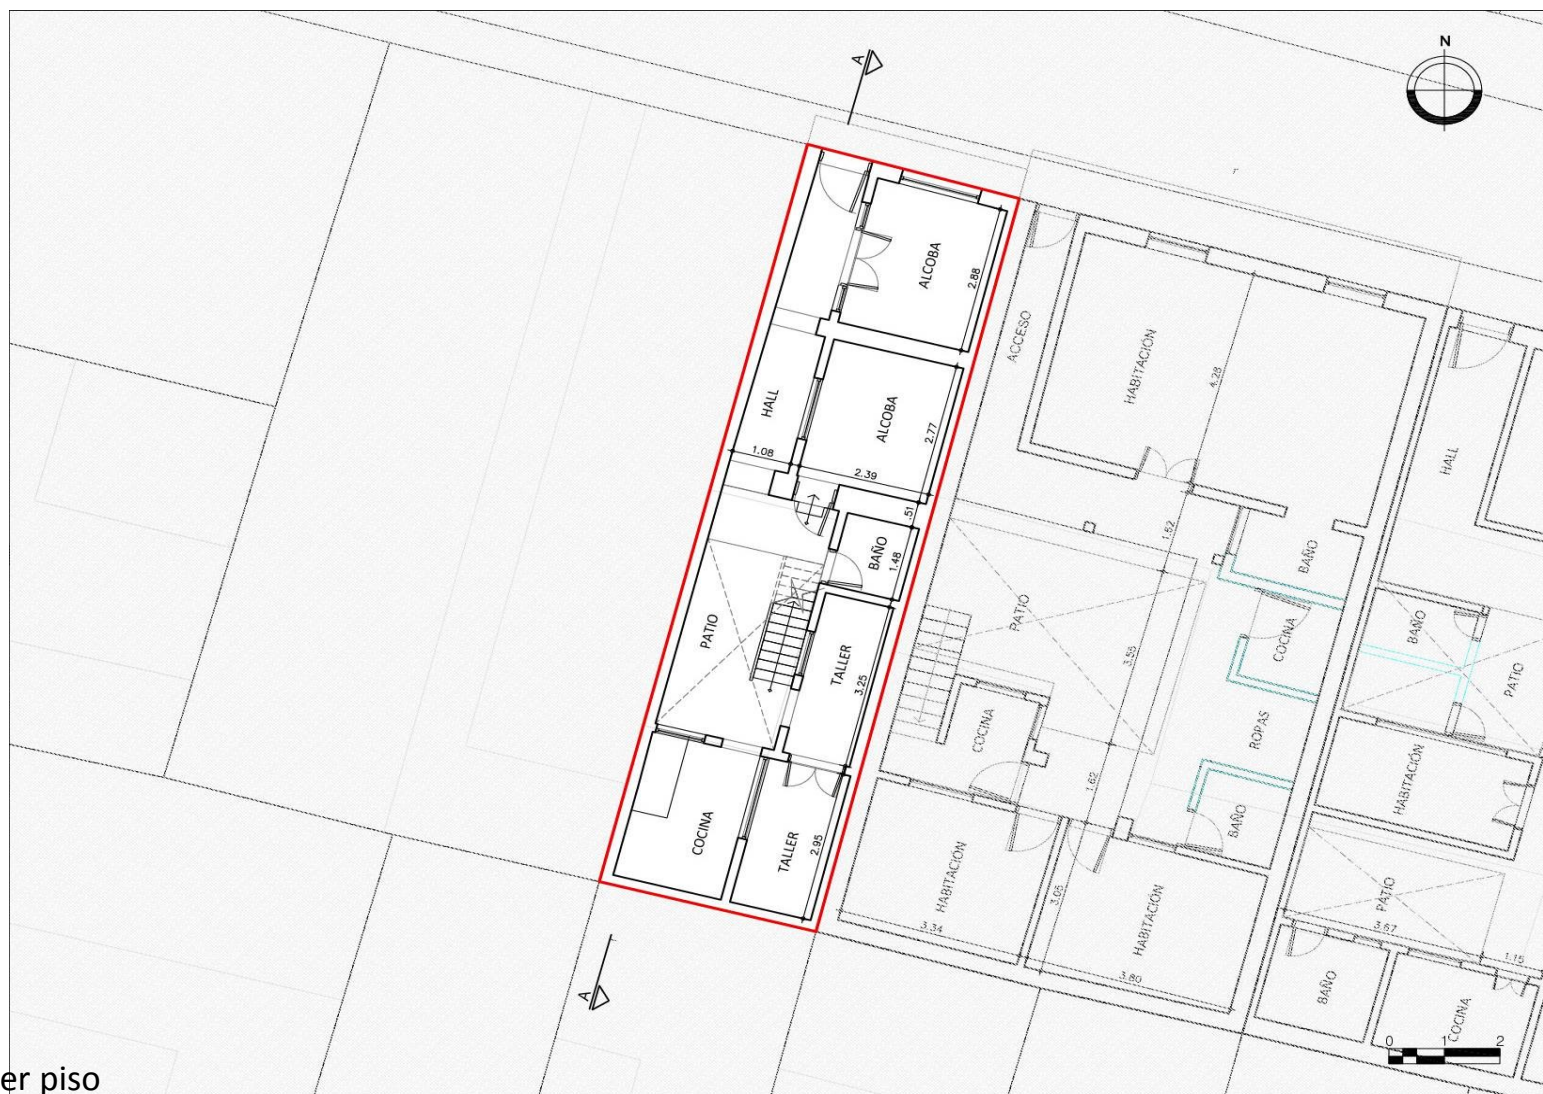 N
A
ALCOBA
2.88
ALCOBA
2.77
HALL
1.08
2.39
.51
BAÑO
1.48
PATIO
TALLER
3.25
COCINA
TALLER
2.95
A
ACCESO
HABITACIÓN
4.28
HALL
1.52
BAÑO
PATIO
3.55
COCINA
BAÑO
PATIO
COCINA
ROPAS
1.62
BAÑO
HABITACIÓN
HABITACIÓN
3.34
3.05
HABITACIÓN
3.80
PATIO
3.67
1.15
BAÑO
COCINA
0 1 2
er piso